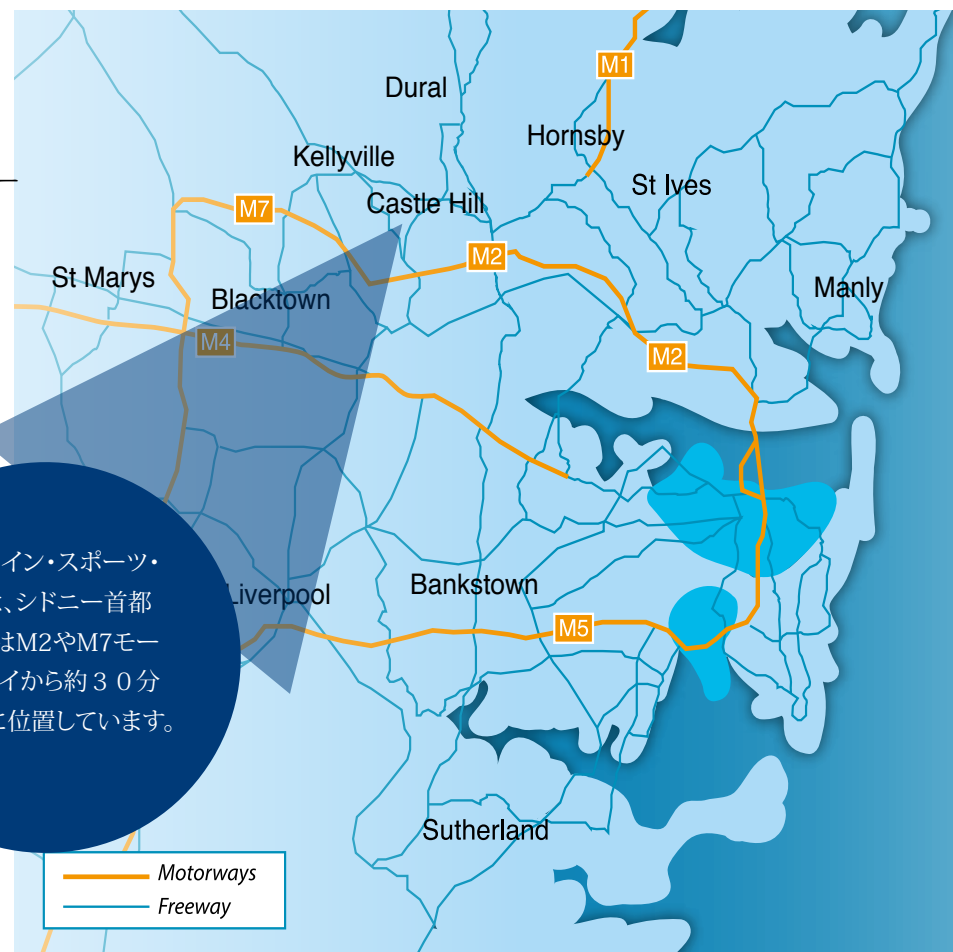 M1
Dural
Hornsby
Kellyville
St Ives
Castle Hill
M7
M2
St Marys
Manly
Blacktown
M4
M2
イン・スポーツ・
、シドニー首都
はM2やM7モー
イから約３０分
に位置しています。
Liverpool
Bankstown
M5
Sutherland
Motorways
Freeway